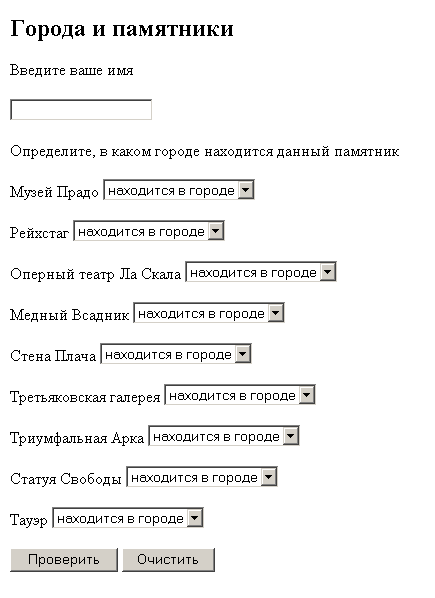 Города и памятники
Введите ваше имя
Определите, в каком городе находится данный памятник
Музей Прадо находится в городе
Рейхстаг находится в городе
Оперный театр Ла Скала находится в городе
Медный Всадник находится в городе
Стена Плача находится в городе
Третьяковская галерея находится в городе
Триумфальная Арка находится в городе
Статуя Свободы находится в городе
Тауэр находится в городе
Проверить Очистить